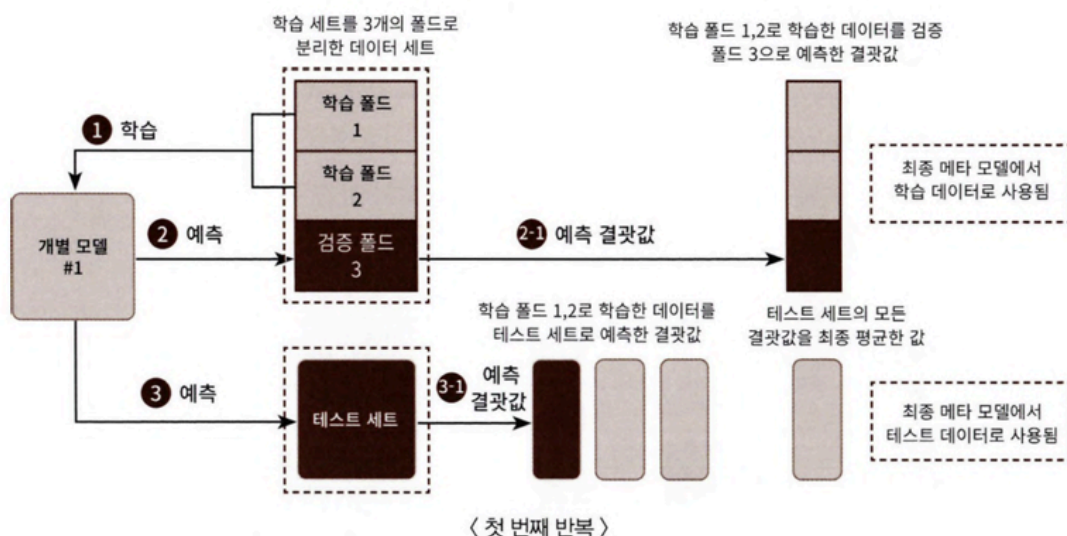 학습 세트를 3개의 폴드로
분리한 데이터 세트
학습 폴드 1,2로 학습한 데이터를 검증
폴드 3으로 예측한 결괏값
학습 폴드
1
1 학습
학습 폴드
2
최종 메타 모델에서
학습 데이터로 사용됨
개별 모델
#1
2 예측
검증 폴드
3
2-1 예측 결괏값
학습 폴드 1,2로 학습한 데이터를
테스트 세트로 예측한 결괏값
테스트 세트의 모든
결괏값을 최종 평균한 값
3 예측
테스트 세트
3-1 예측
결괏값
최종 메타 모델에서
테스트 데이터로 사용됨
〈 첫 번째 반복 〉